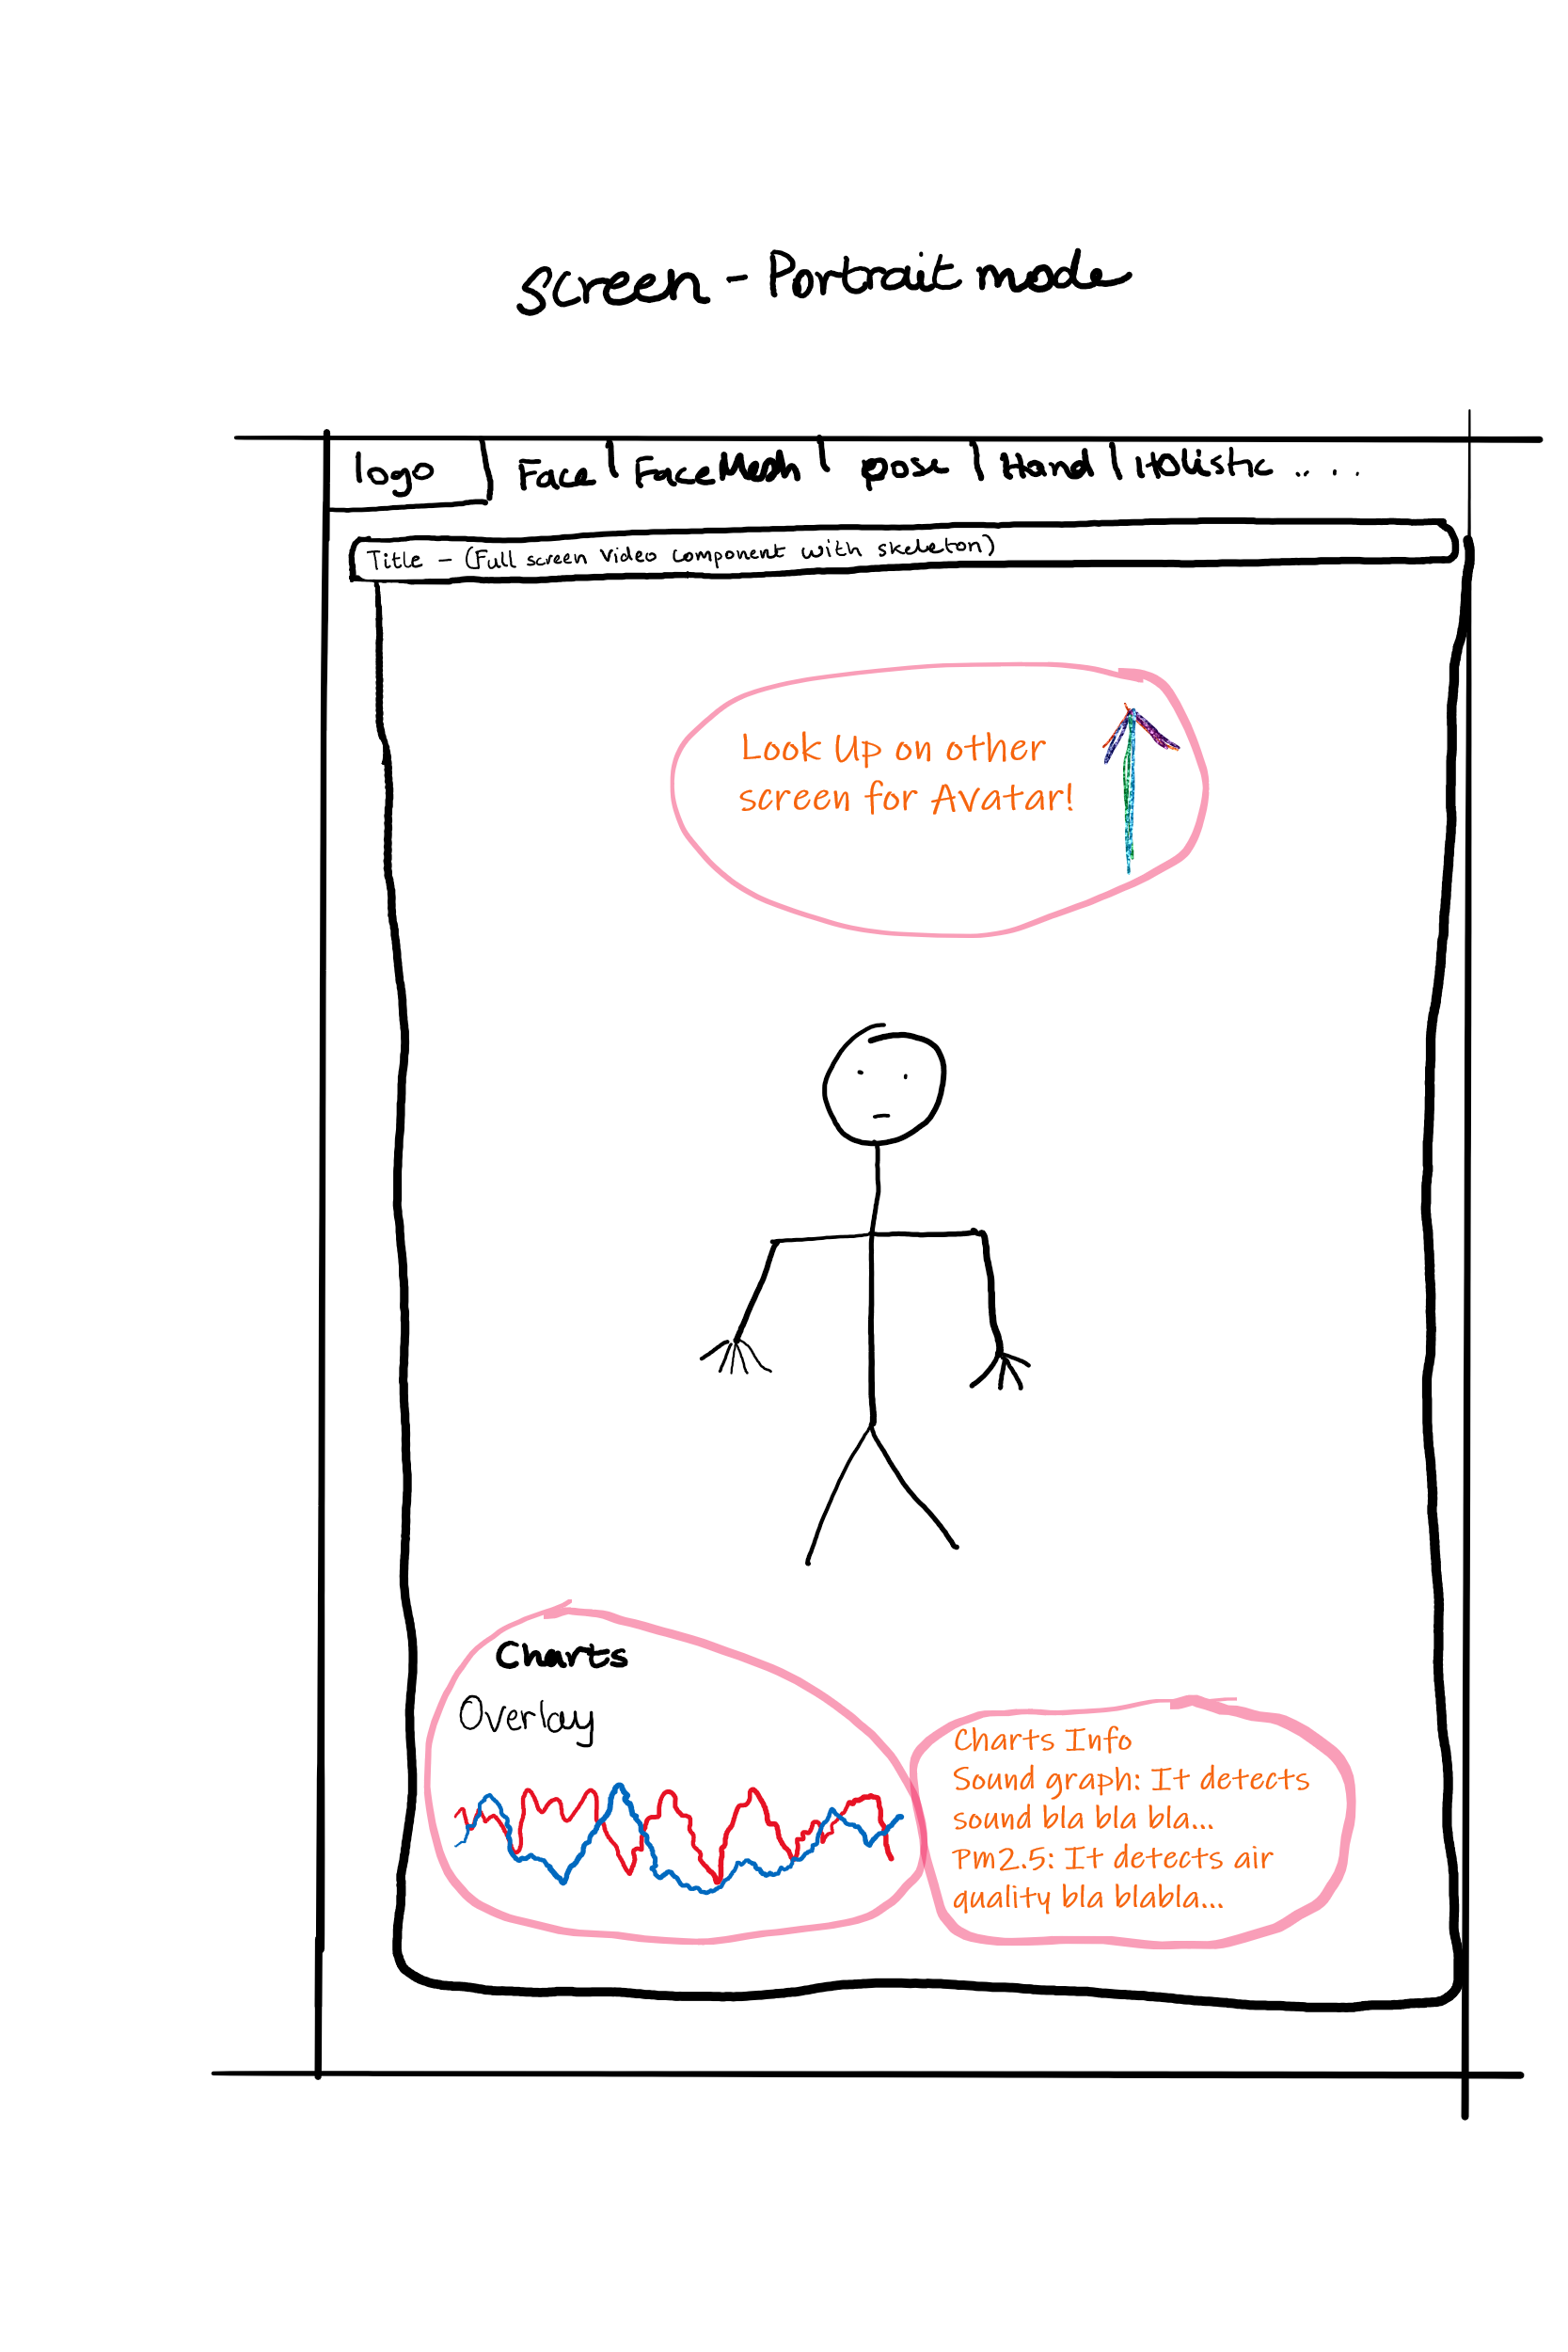 Screen - Portrait mode
logo
Face | FaceMesh | pose | Hand | Holistic .. . .
Title - (Full screen Video Component with skeleton)
Look Up on other
screen for AVatar!
Charts
Overlay
Charts Info
Sound graph: It detects
sound bla bla bla...
Pm2.5: It detects air
quality bla blabla...